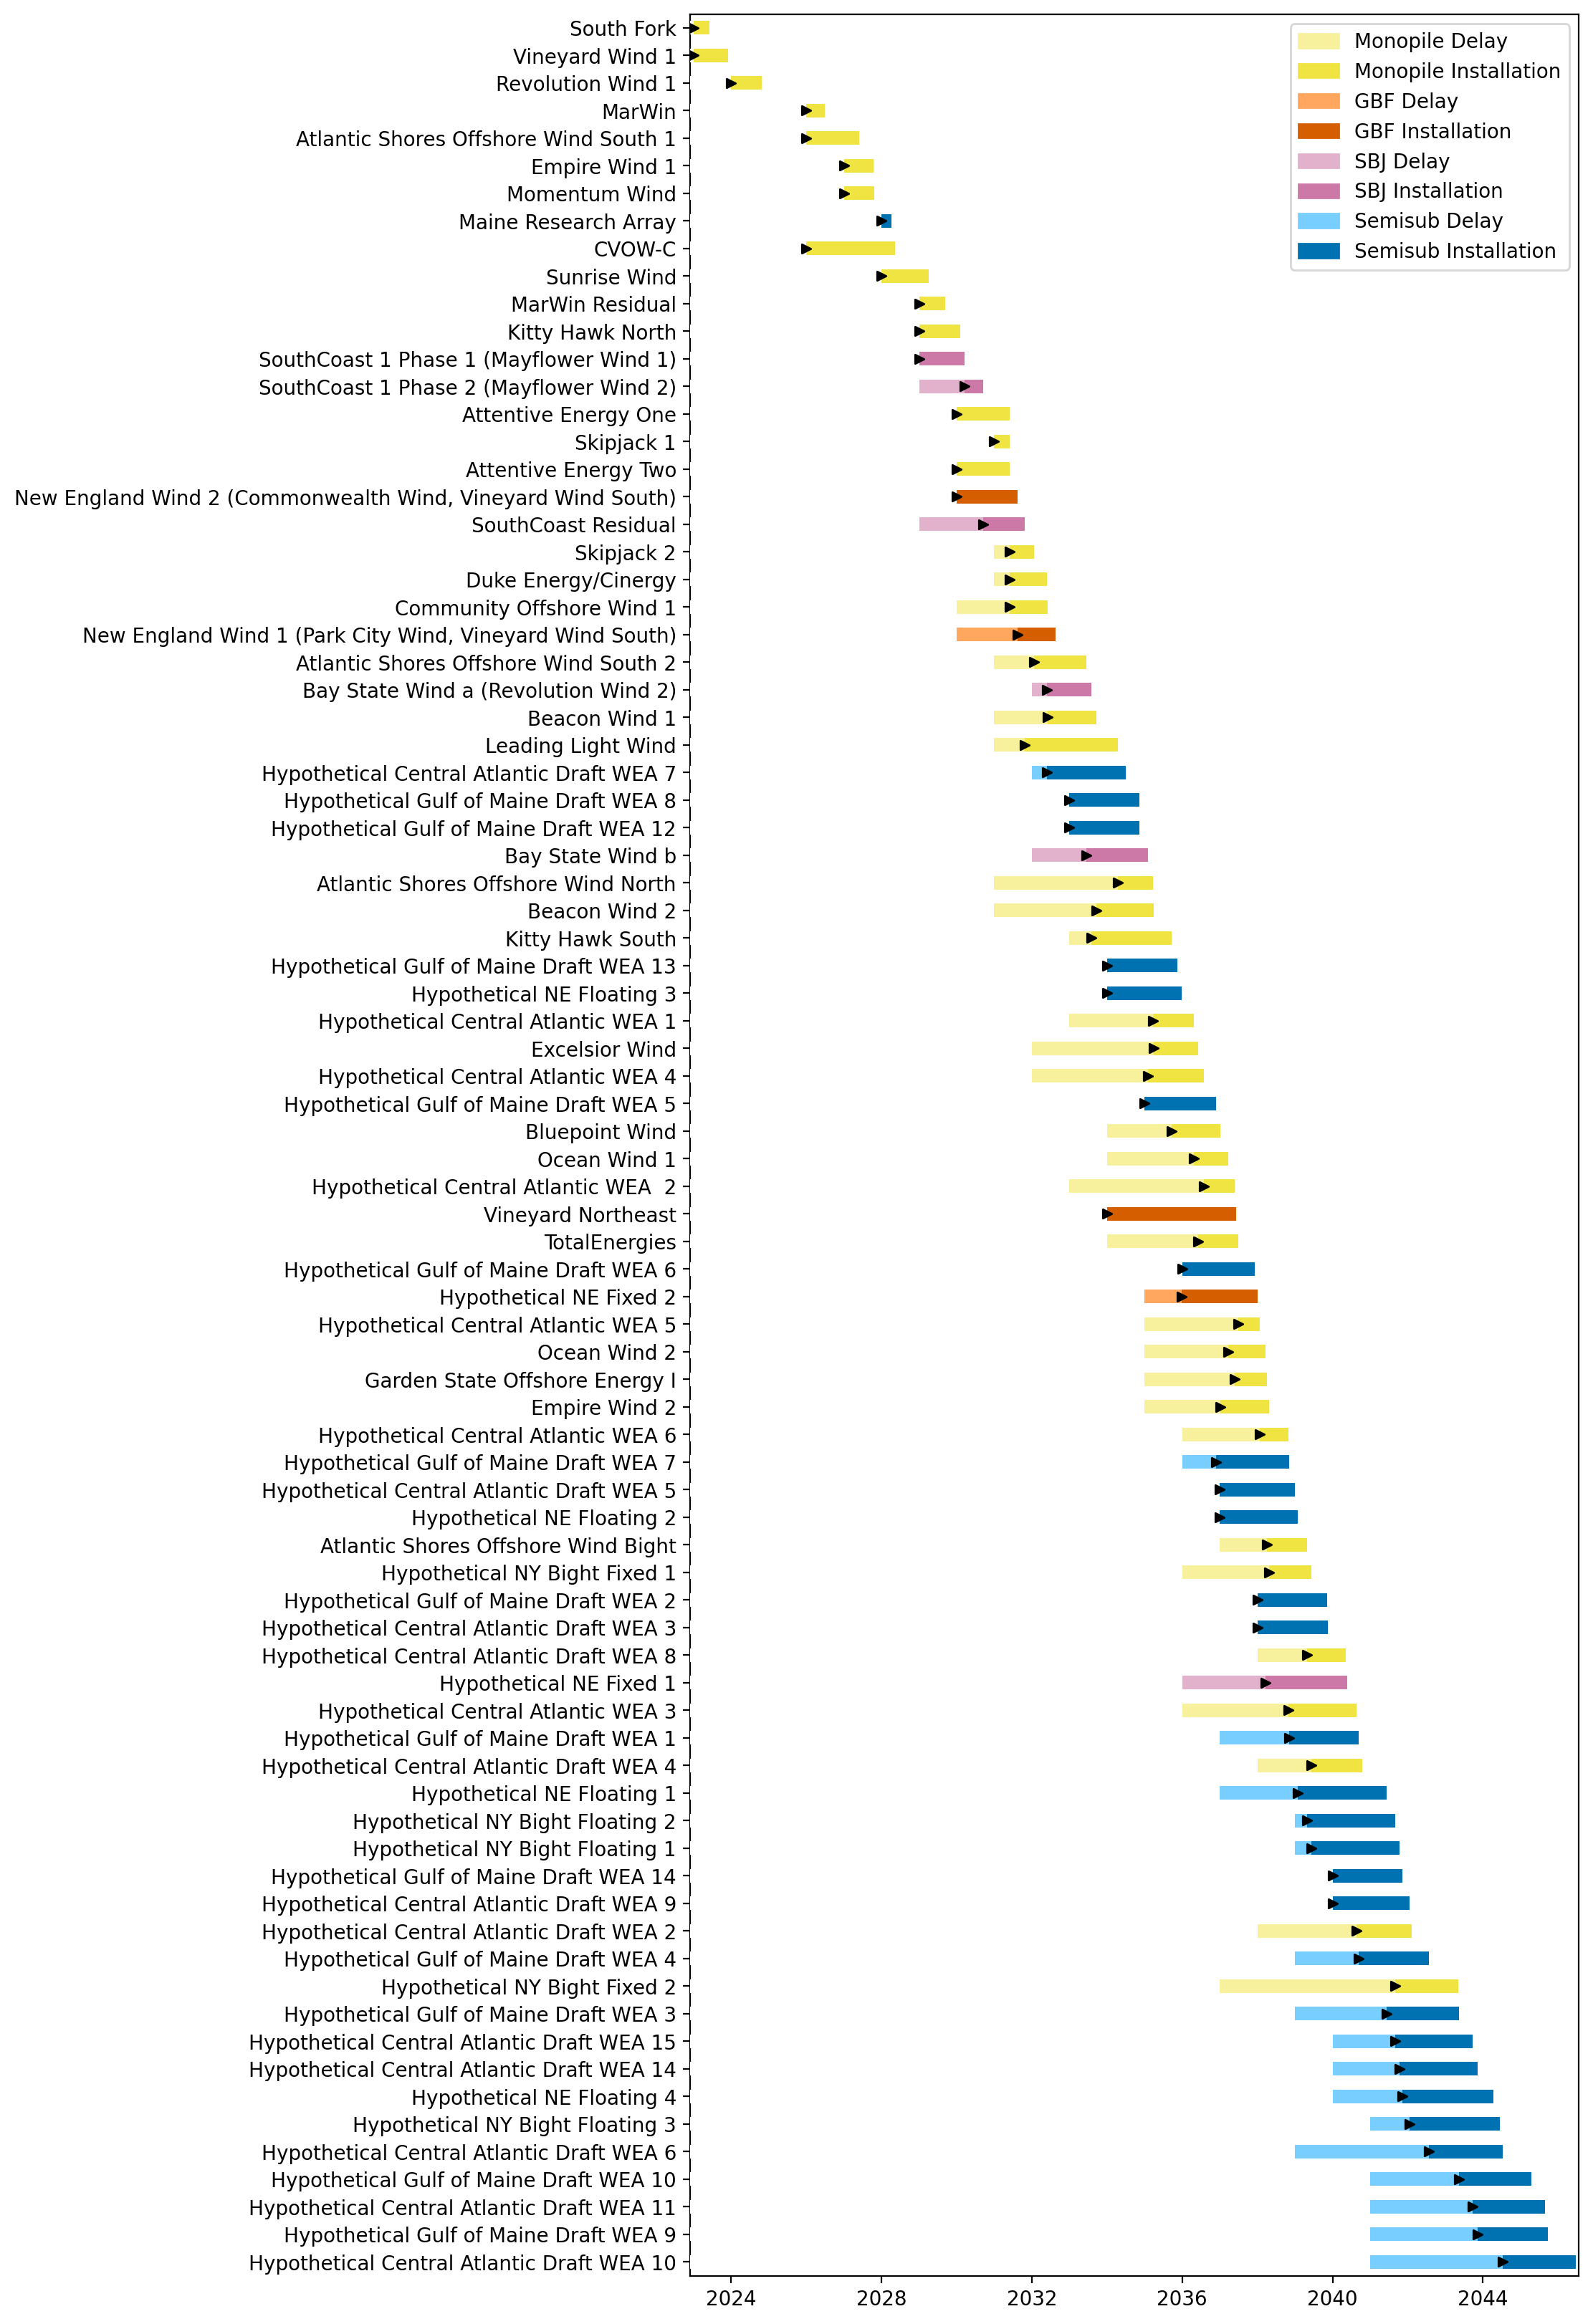 South Fork
Vineyard Wind 1
Revolution Wind 1
MarWin
Atlantic Shores Offshore Wind South 1
Empire Wind 1
Momentum Wind
Maine Research Array
CVOW-C
Sunrise Wind
MarWin Residual
Kitty Hawk North
SouthCoast 1 Phase 1 (Mayflower Wind 1)
SouthCoast 1 Phase 2 (Mayflower Wind 2)
Attentive Energy One
Skipjack 1
Attentive Energy Two
New England Wind 2 (Commonwealth Wind, Vineyard Wind South)
SouthCoast Residual
Skipjack 2
Duke Energy/Cinergy
Community Offshore Wind 1
New England Wind 1 (Park City Wind, Vineyard Wind South)
Atlantic Shores Offshore Wind South 2
Bay State Wind a (Revolution Wind 2)
Beacon Wind 1
Leading Light Wind
Hypothetical Central Atlantic Draft WEA 7
Hypothetical Gulf of Maine Draft WEA 8
Hypothetical Gulf of Maine Draft WEA 12
Bay State Wind b
Atlantic Shores Offshore Wind North
Beacon Wind 2
Kitty Hawk South
Hypothetical Gulf of Maine Draft WEA 13
Hypothetical NE Floating 3
Hypothetical Central Atlantic WEA 1
Excelsior Wind
Hypothetical Central Atlantic WEA 4
Hypothetical Gulf of Maine Draft WEA 5
Bluepoint Wind
Ocean Wind 1
Hypothetical Central Atlantic WEA  2
Vineyard Northeast
TotalEnergies
Hypothetical Gulf of Maine Draft WEA 6
Hypothetical NE Fixed 2
Hypothetical Central Atlantic WEA 5
Ocean Wind 2
Garden State Offshore Energy I
Empire Wind 2
Hypothetical Central Atlantic WEA 6
Hypothetical Gulf of Maine Draft WEA 7
Hypothetical Central Atlantic Draft WEA 5
Hypothetical NE Floating 2
Atlantic Shores Offshore Wind Bight
Hypothetical NY Bight Fixed 1
Hypothetical Gulf of Maine Draft WEA 2
Hypothetical Central Atlantic Draft WEA 3
Hypothetical Central Atlantic Draft WEA 8
Hypothetical NE Fixed 1
Hypothetical Central Atlantic WEA 3
Hypothetical Gulf of Maine Draft WEA 1
Hypothetical Central Atlantic Draft WEA 4
Hypothetical NE Floating 1
Hypothetical NY Bight Floating 2
Hypothetical NY Bight Floating 1
Hypothetical Gulf of Maine Draft WEA 14
Hypothetical Central Atlantic Draft WEA 9
Hypothetical Central Atlantic Draft WEA 2
Hypothetical Gulf of Maine Draft WEA 4
Hypothetical NY Bight Fixed 2
Hypothetical Gulf of Maine Draft WEA 3
Hypothetical Central Atlantic Draft WEA 15
Hypothetical Central Atlantic Draft WEA 14
Hypothetical NE Floating 4
Hypothetical NY Bight Floating 3
Hypothetical Central Atlantic Draft WEA 6
Hypothetical Gulf of Maine Draft WEA 10
Hypothetical Central Atlantic Draft WEA 11
Hypothetical Gulf of Maine Draft WEA 9
Hypothetical Central Atlantic Draft WEA 10
Monopile Delay
Monopile Installation
GBF Delay
GBF Installation
SBJ Delay
SBJ Installation
Semisub Delay
Semisub Installation
2024 2028 2032 2036 2040 2044